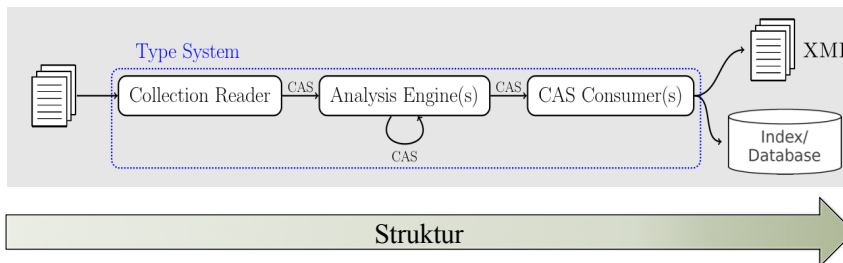 Type System
XMI
Collection Reader
CAS
Analysis Engine(s)
CAS
CAS Consumer(s)
CAS
Index/
Database
Struktur